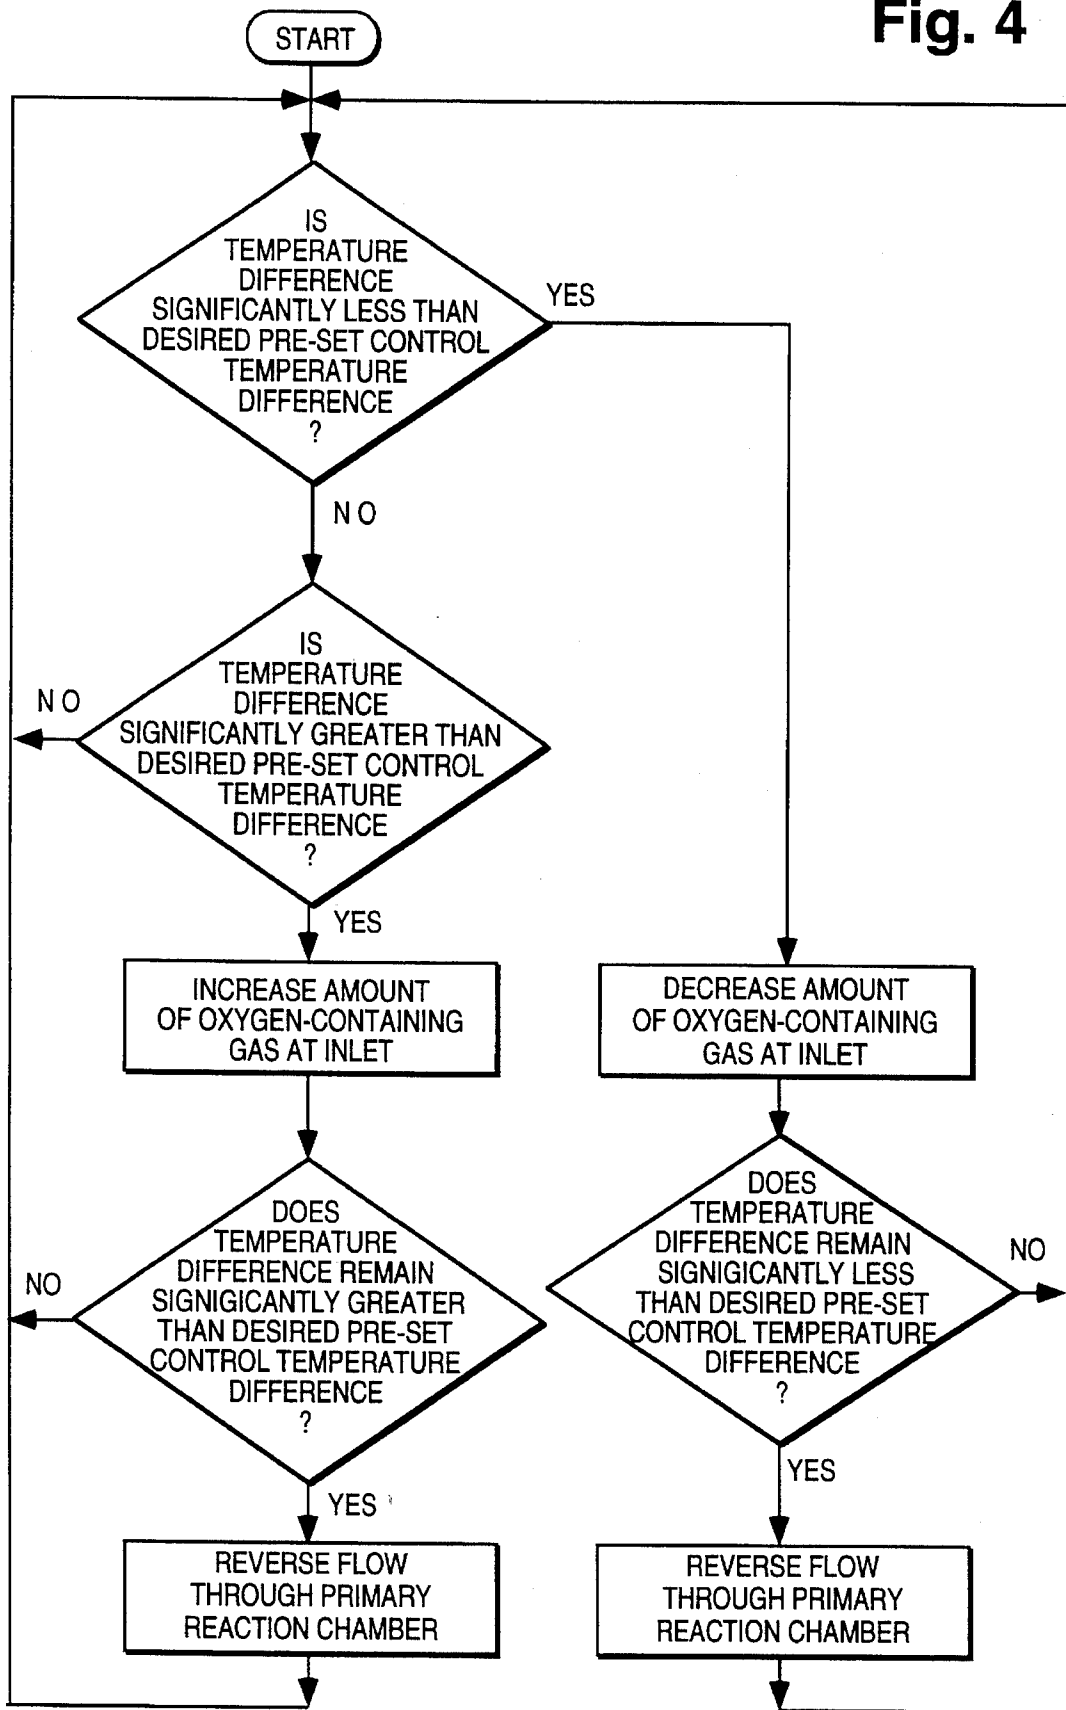 Fig. 4
START
IS
TEMPERATURE
DIFFERENCE
SIGNIFICANTLY LESS THAN
DESIRED PRE-SET CONTROL
TEMPERATURE
DIFFERENCE
?
YES
NO
IS
TEMPERATURE
DIFFERENCE
SIGNIFICANTLY GREATER THAN
DESIRED PRE-SET CONTROL
TEMPERATURE
DIFFERENCE
?
NO
YES
INCREASE AMOUNT
OF OXYGEN-CONTAINING
GAS AT INLET
DECREASE AMOUNT
OF OXYGEN-CONTAINING
GAS AT INLET
DOES
TEMPERATURE
DIFFERENCE REMAIN
SIGNIGICANTLY GREATER
THAN DESIRED PRE-SET
CONTROL TEMPERATURE
DIFFERENCE
?
NO
YES
DOES
TEMPERATURE
DIFFERENCE REMAIN
SIGNIGICANTLY LESS
THAN DESIRED PRE-SET
CONTROL TEMPERATURE
DIFFERENCE
?
NO
YES
REVERSE FLOW
THROUGH PRIMARY
REACTION CHAMBER
REVERSE FLOW
THROUGH PRIMARY
REACTION CHAMBER